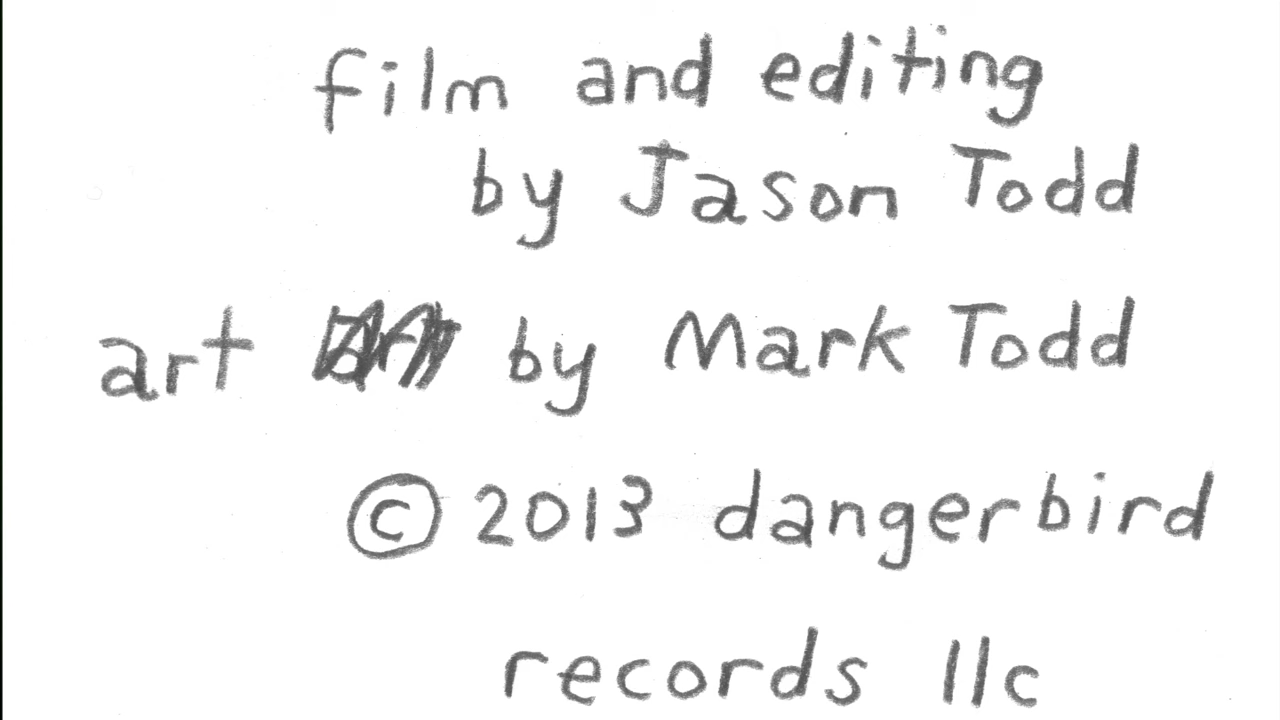 film and editing
by Jason Todd
art by Mark Todd
© 2013 dangerbird
records llc